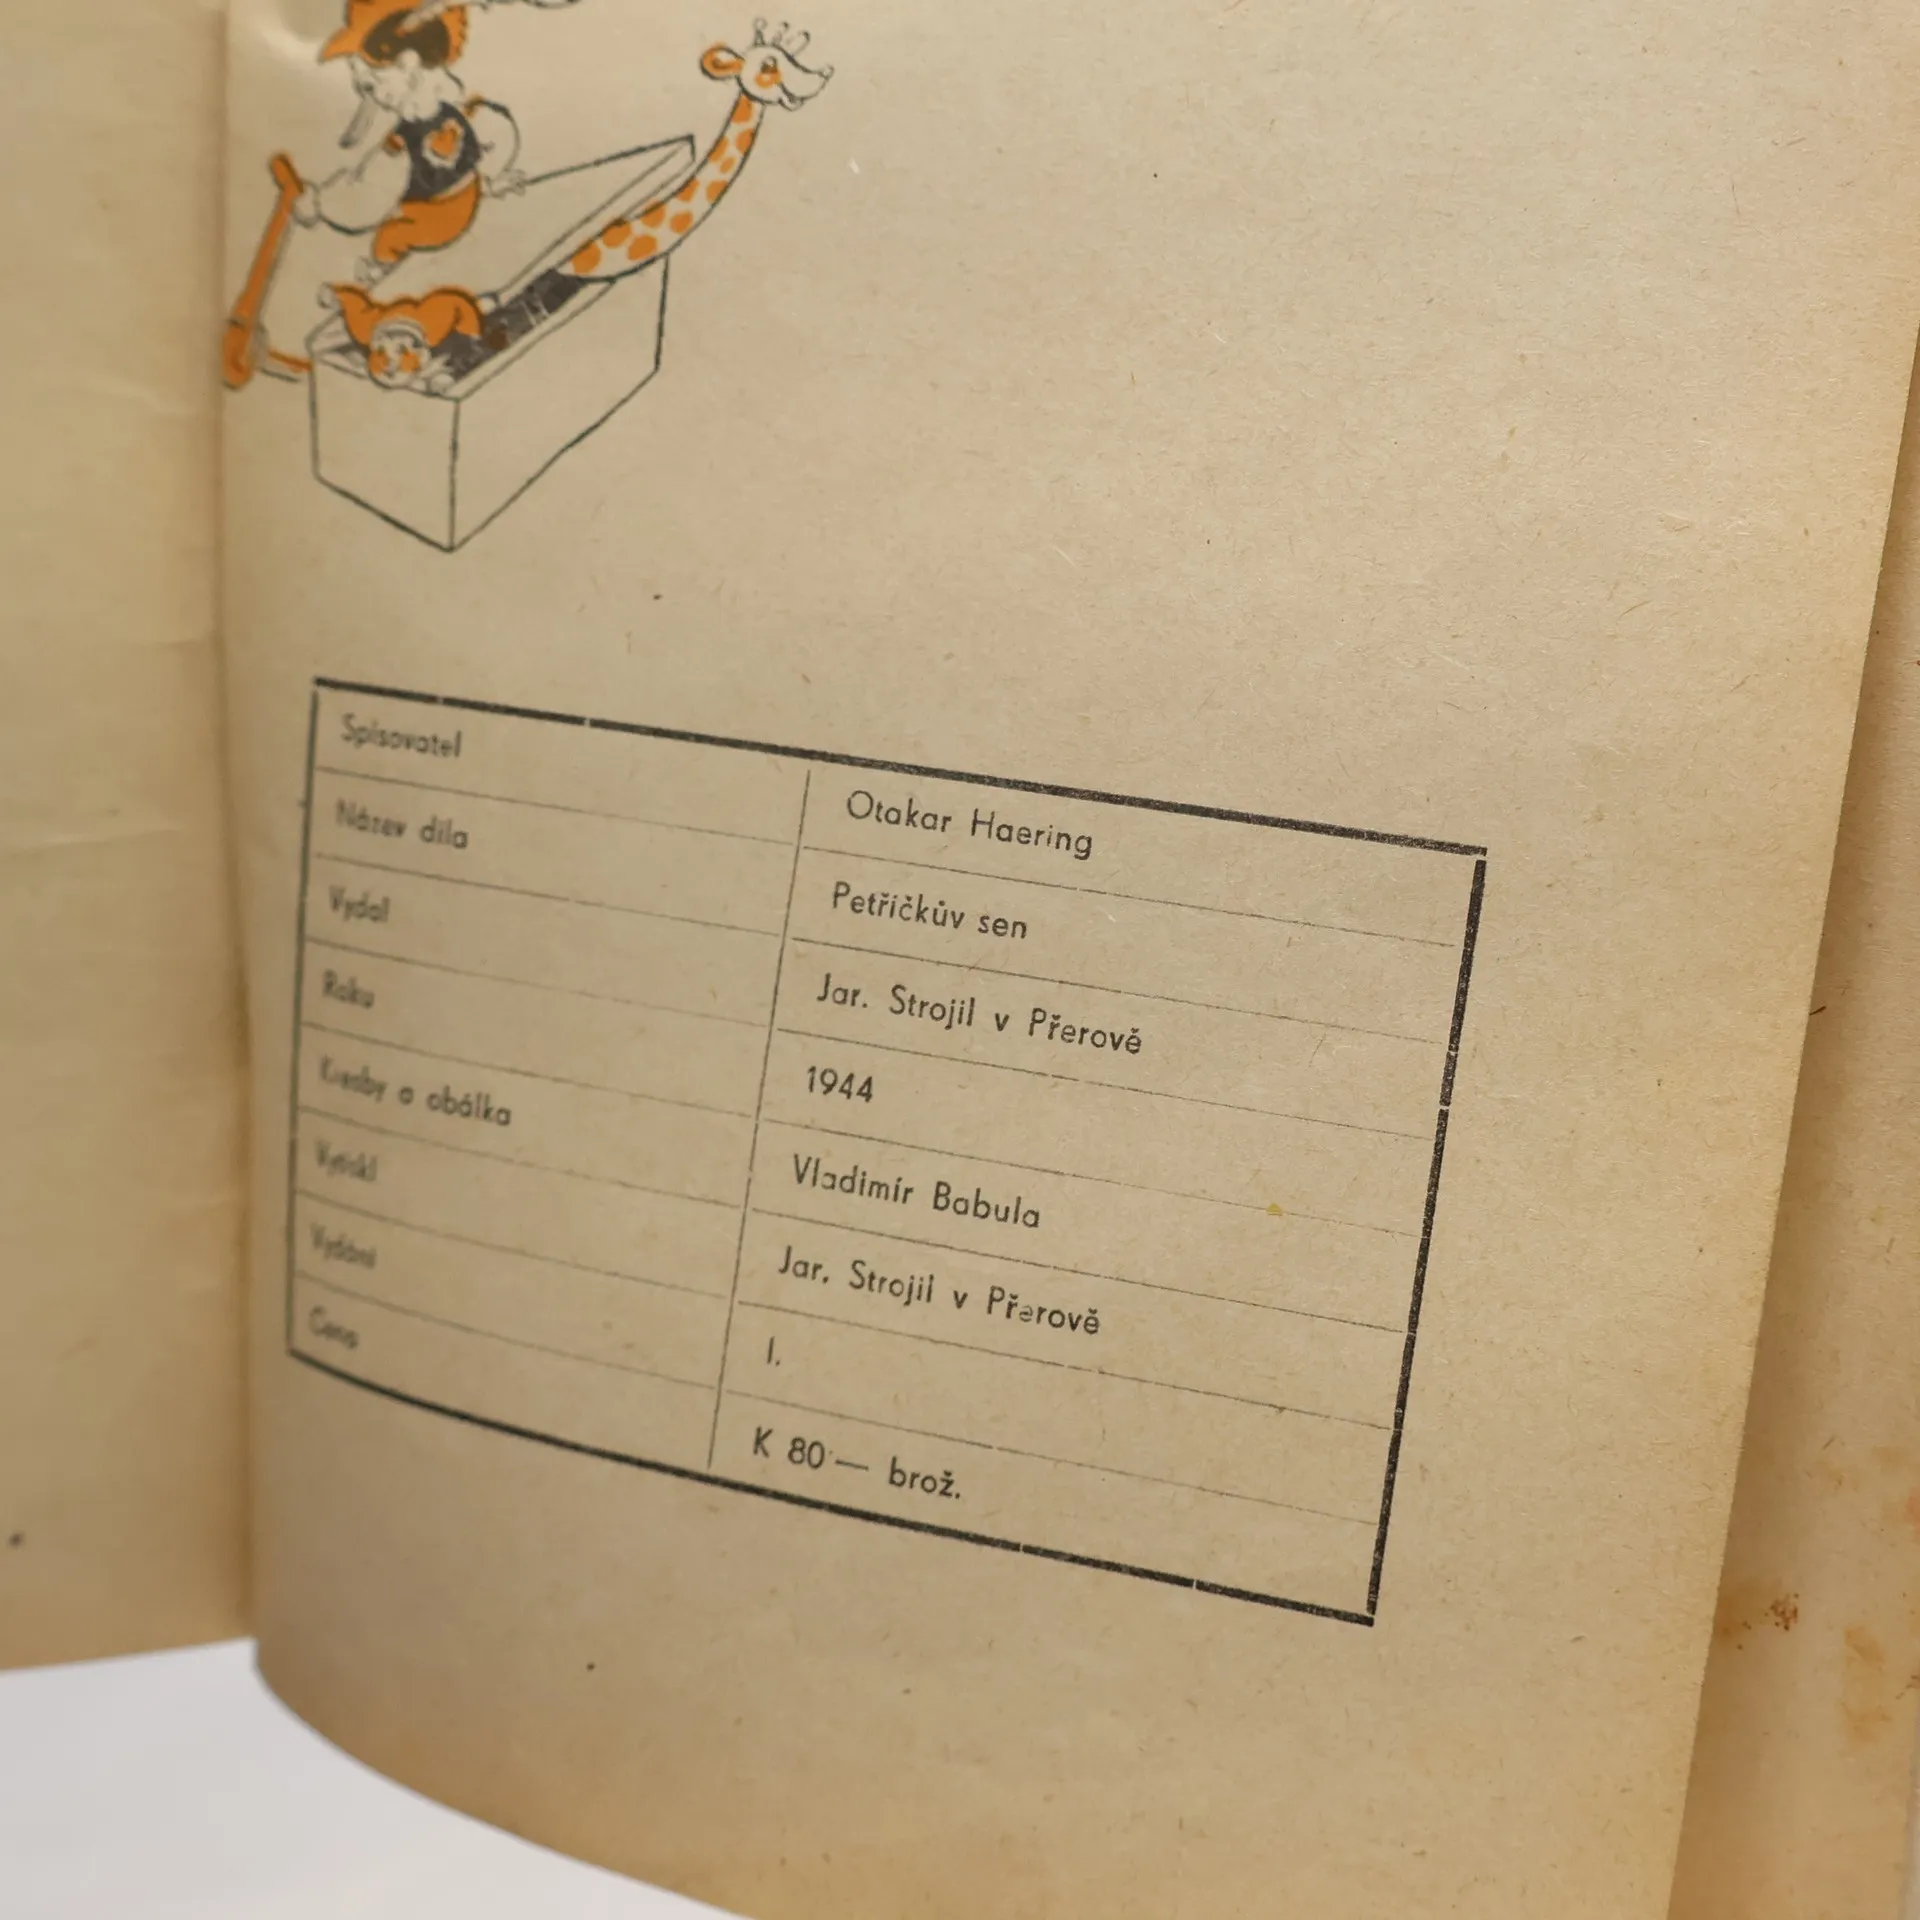 Spisovatel Otakar Haering
Název díla Petříčkův sen
Vydal Jar. Strojil v Přerově
Roku 1944
Kresby a obálka Vladimír Babula
Vytiskl Jar. Strojil v Přerově
Vydání I.
Cena K 80·— brož.